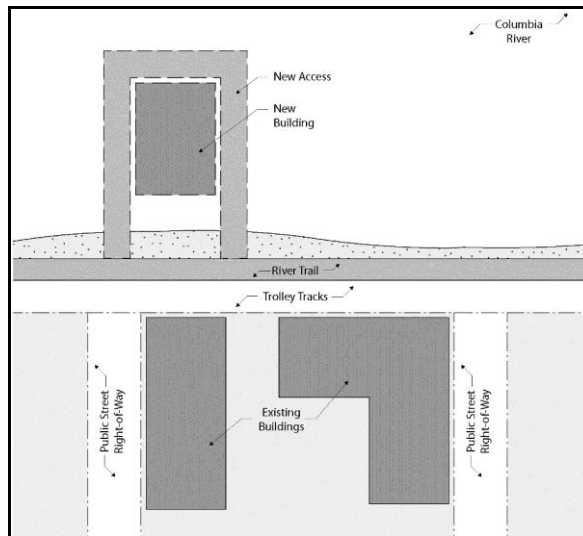 Columbia
River
New Access
New
Building
River Trail
Trolley Tracks
Public Street
Right-of-Way
Existing
Buildings
Public Street
Right-of-Way